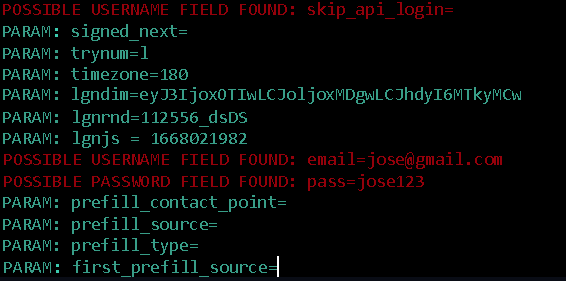 POSSIBLE USERNAME FIELD FOUND: skip_api_login=
PARAM: signed_next=
PARAM: trynum=l
PARAM: timezone=180
PARAM: lgndim=eyJ3IjoxOTIwLCJoljoxMDgwLCJhdyI6MTkyMCw
PARAM: lgnrnd=112556_dsDS
PARAM: lgnjs = 1668021982
POSSIBLE USERNAME FIELD FOUND: email=jose@gmail.com
POSSIBLE PASSWORD FIELD FOUND: pass=jose123
PARAM: prefill_contact_point=
PARAM: prefill_source=
PARAM: prefill_type=
PARAM: first_prefill_source=